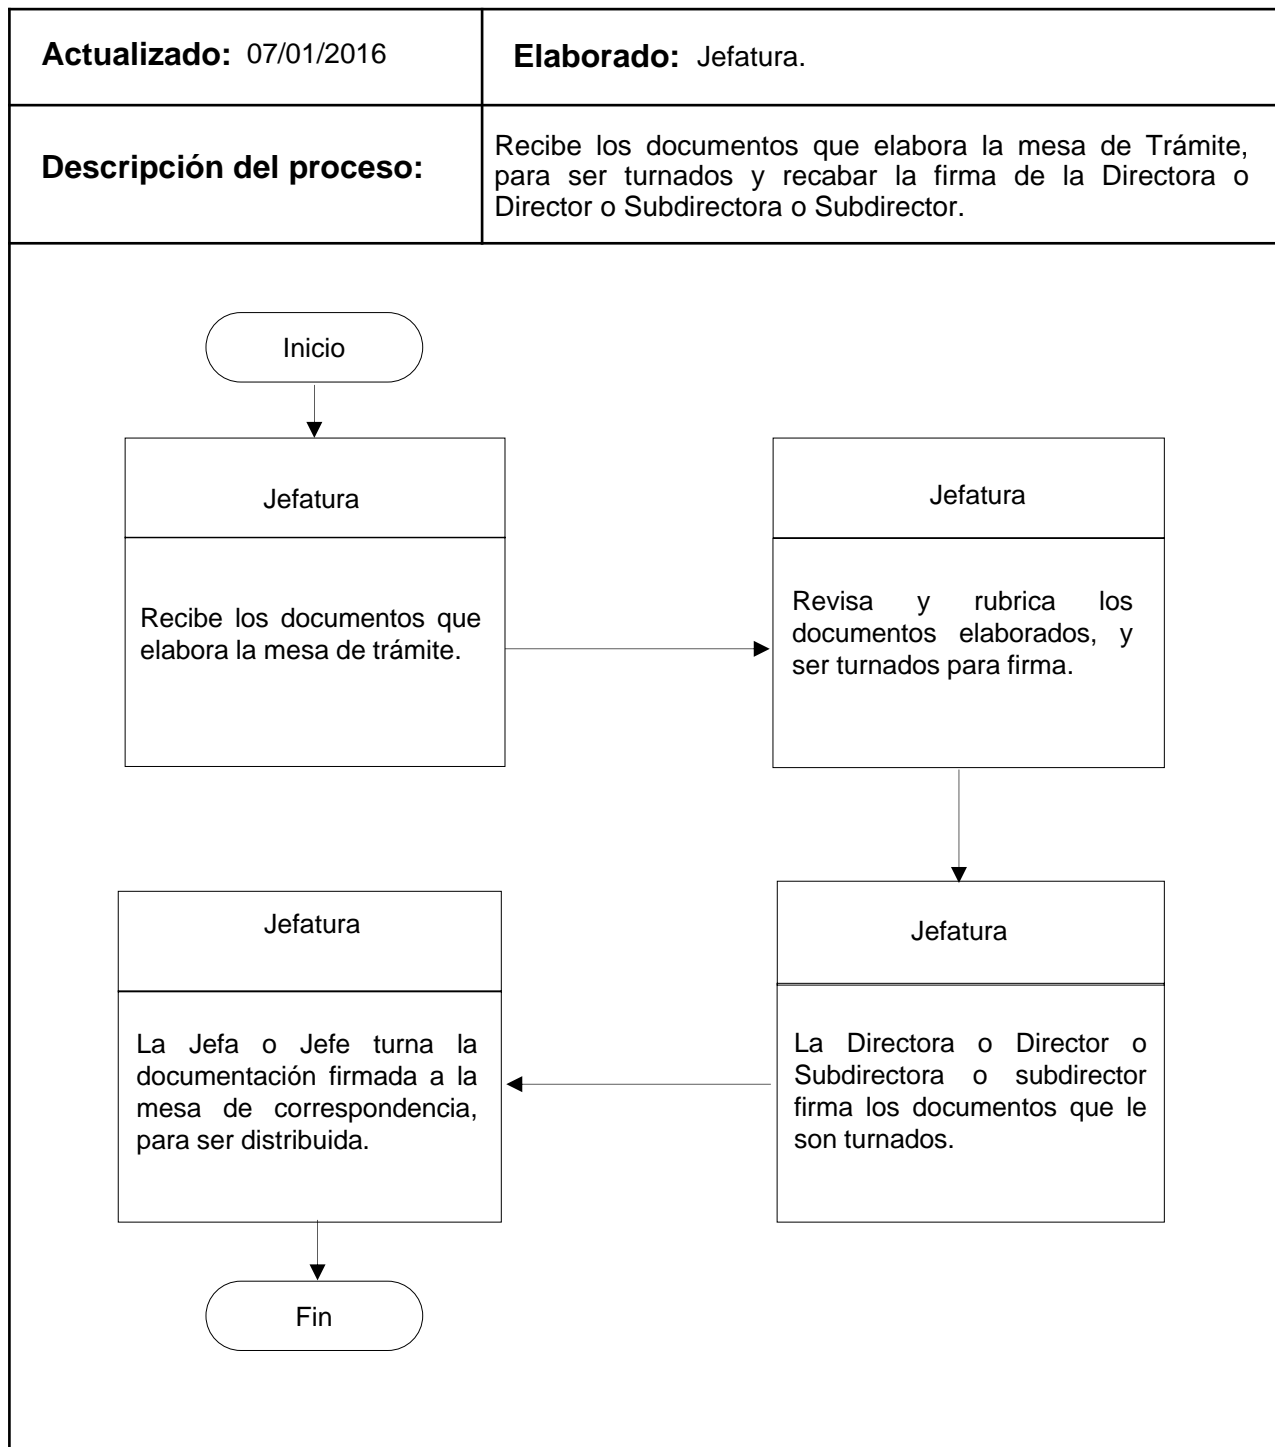 Actualizado: 07/01/2016
Elaborado: Jefatura.
Descripción del proceso:
Recibe los documentos que elabora la mesa de Trámite,
para ser turnados y recabar la firma de la Directora o
Director o Subdirectora o Subdirector.
Inicio
Jefatura
Recibe los documentos que
elabora la mesa de trámite.
Jefatura
Revisa y rubrica los
documentos elaborados, y
ser turnados para firma.
Jefatura
La Directora o Director o
Subdirectora o subdirector
firma los documentos que le
son turnados.
Jefatura
La Jefa o Jefe turna la
documentación firmada a la
mesa de correspondencia,
para ser distribuida.
Fin